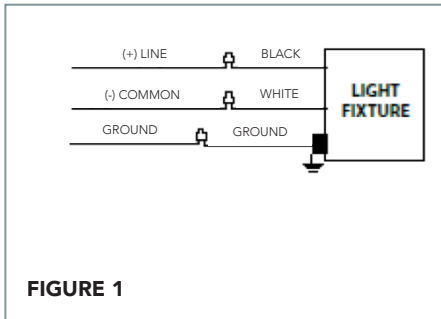 (+) LINE BLACK
(-) COMMON WHITE
GROUND GROUND
LIGHT
FIXTURE
FIGURE 1